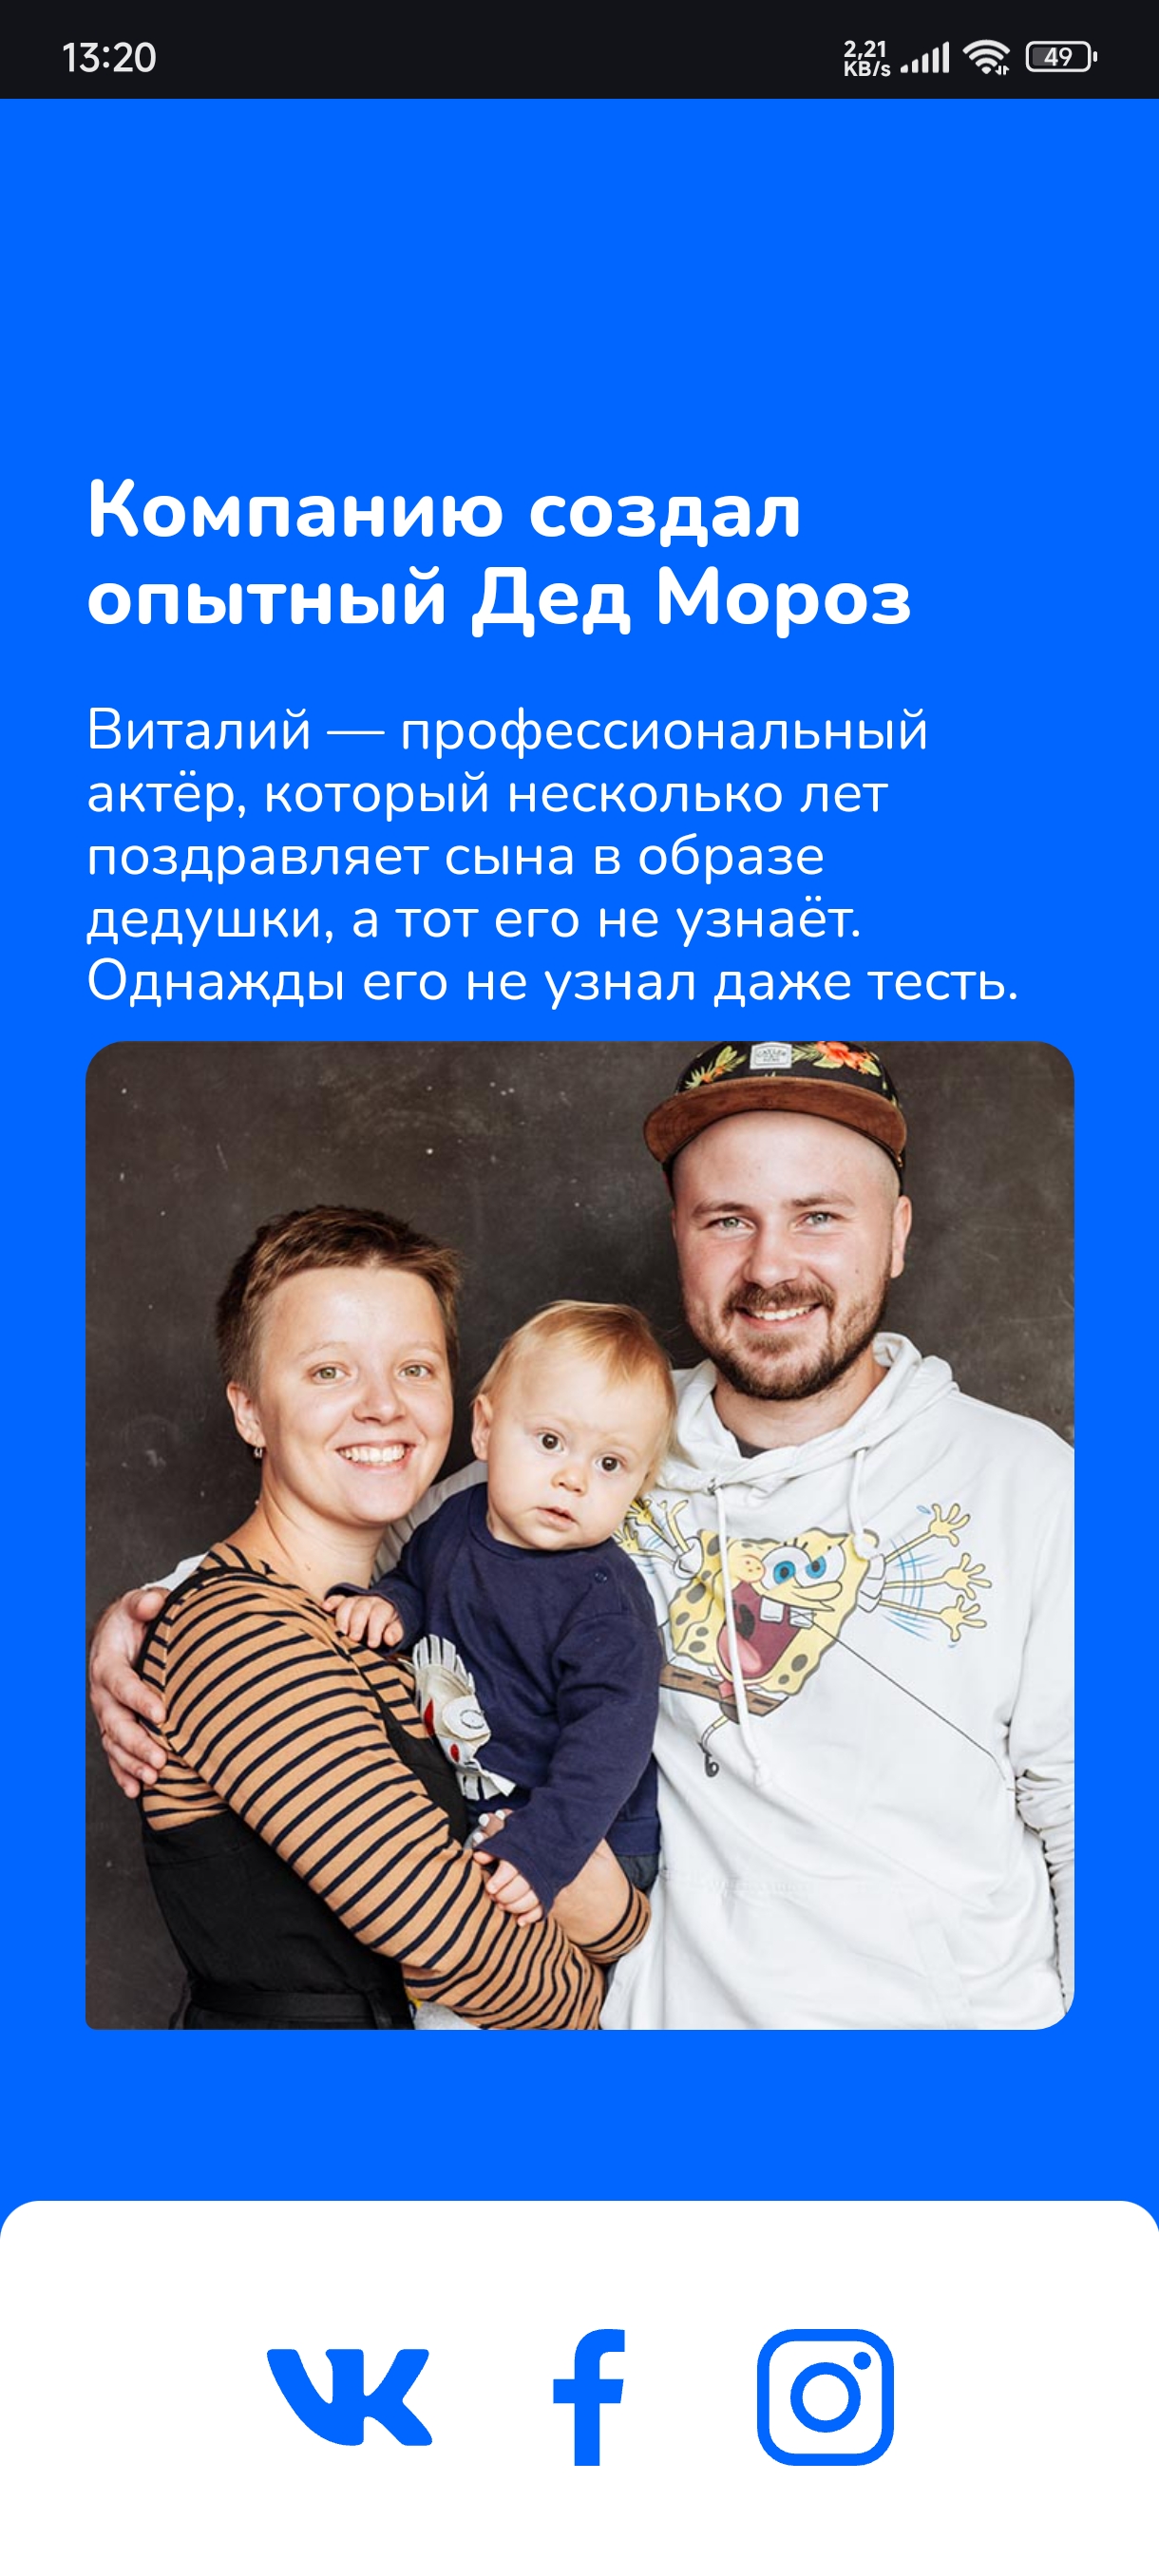 13:20
2,21
KB/s
49
Компанию создал
опытный Дед Мороз
Виталий — профессиональный
актёр, который несколько лет
поздравляет сына в образе
дедушки, а тот его не узнаёт.
Однажды его не узнал даже тесть.